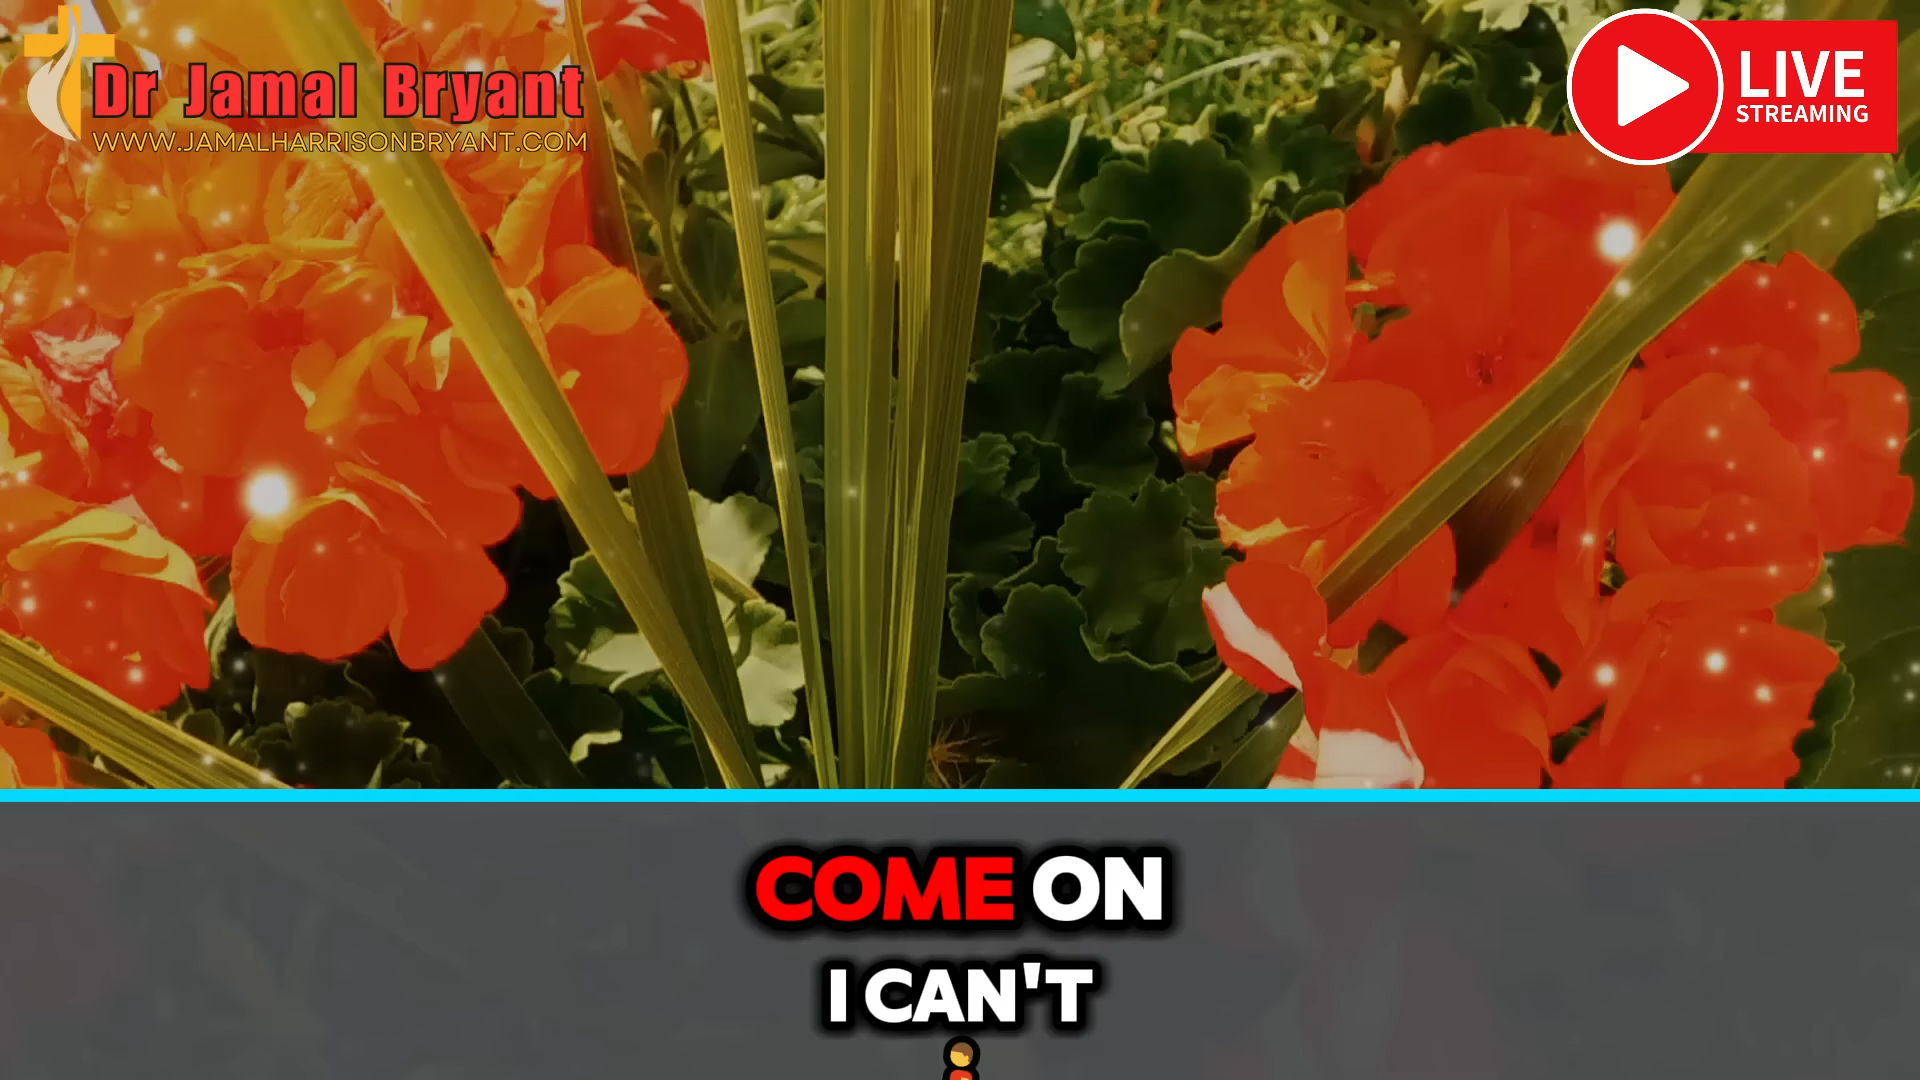 Dr Jamal Bryant
WWW.JAMALHARRISONBRYANT.COM
LIVE
STREAMING
COME ON
I CAN'T